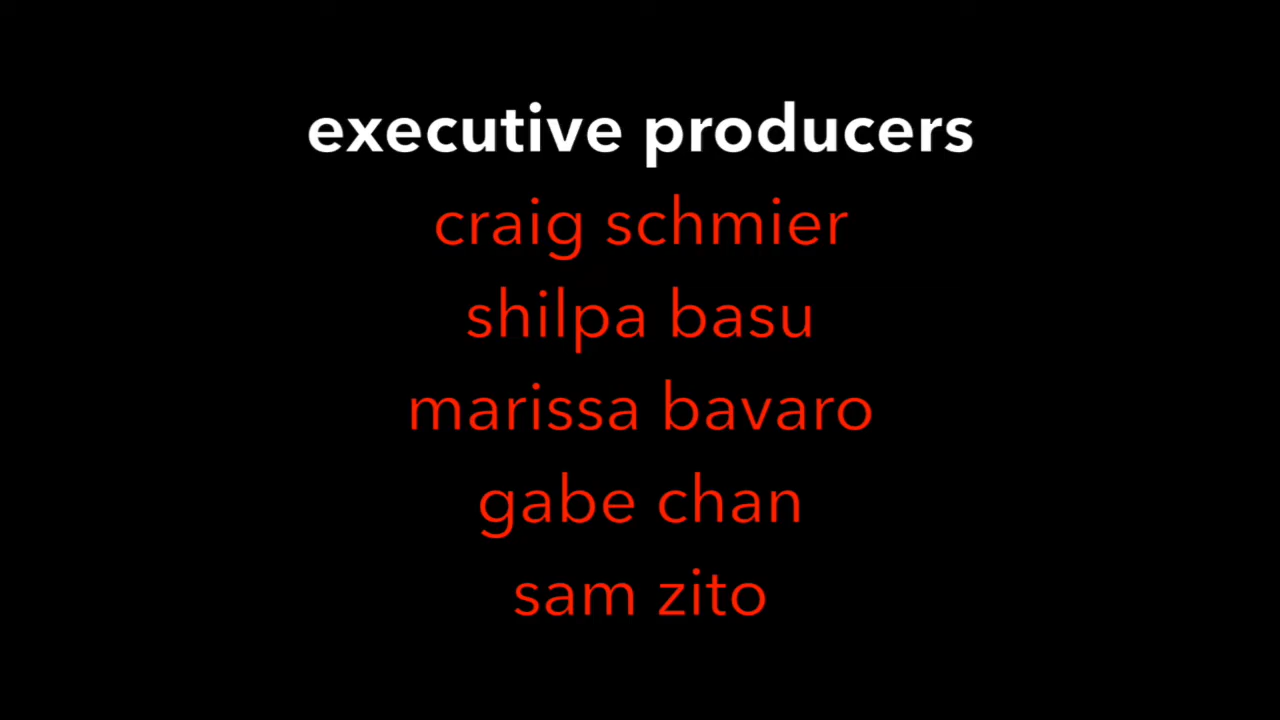 executive producers
craig schmier
shilpa basu
marissa bavaro
gabe chan
sam zito